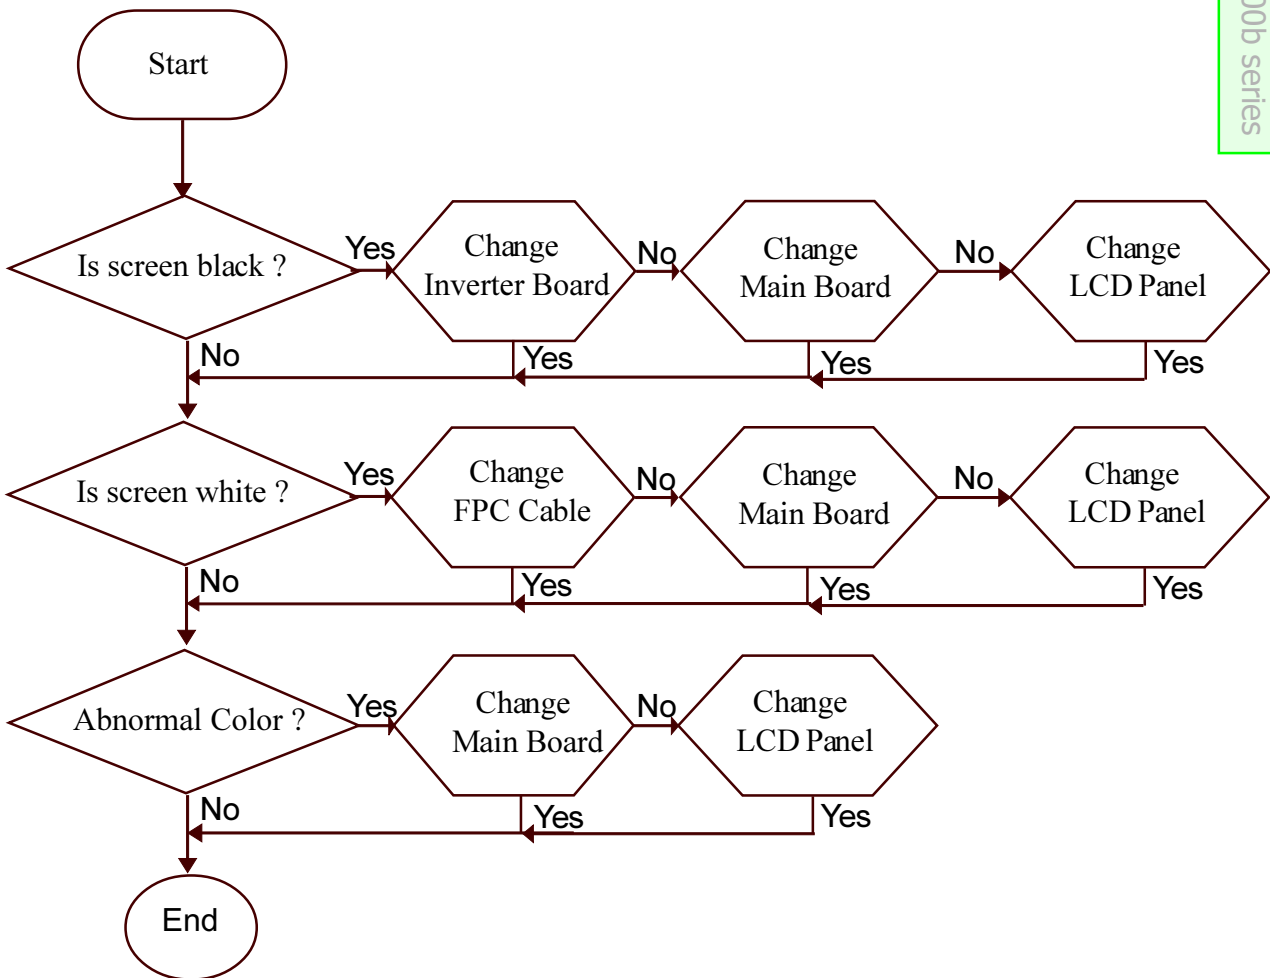 Start
00b series
Is screen black ?
Yes
Change
Inverter Board
No
Change
Main Board
No
Change
LCD Panel
No
Yes
Yes
Yes
Is screen white ?
Yes
Change
FPC Cable
No
Change
Main Board
No
Change
LCD Panel
No
Yes
Yes
Yes
Abnormal Color ?
Yes
Change
Main Board
No
Change
LCD Panel
No
Yes
Yes
End